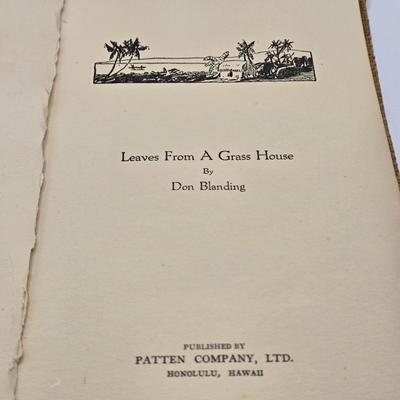 Leaves From A Grass House
By
Don Blanding
PUBLISHED BY
PATTEN COMPANY, LTD.
HONOLULU, HAWAII